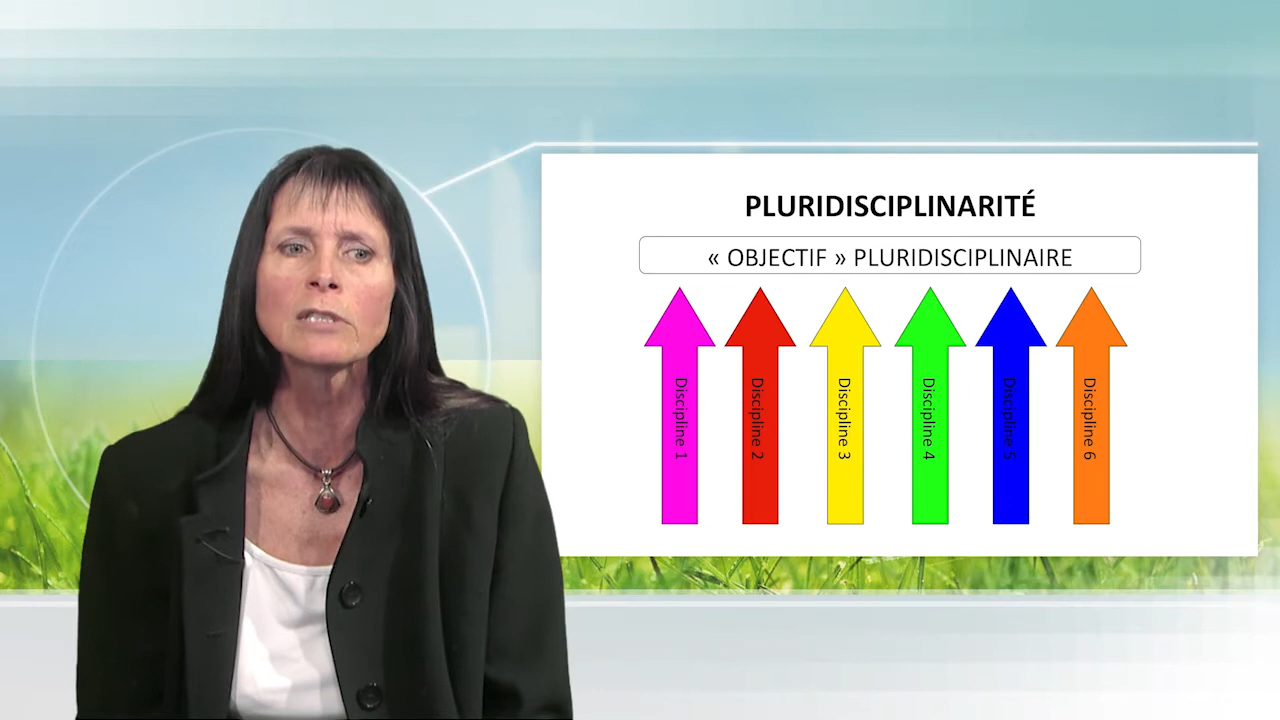 PLURIDISCIPLINARITÉ
« OBJECTIF » PLURIDISCIPLINAIRE
Discipline 1
Discipline 2
Discipline 3
Discipline 4
Discipline 5
Discipline 6